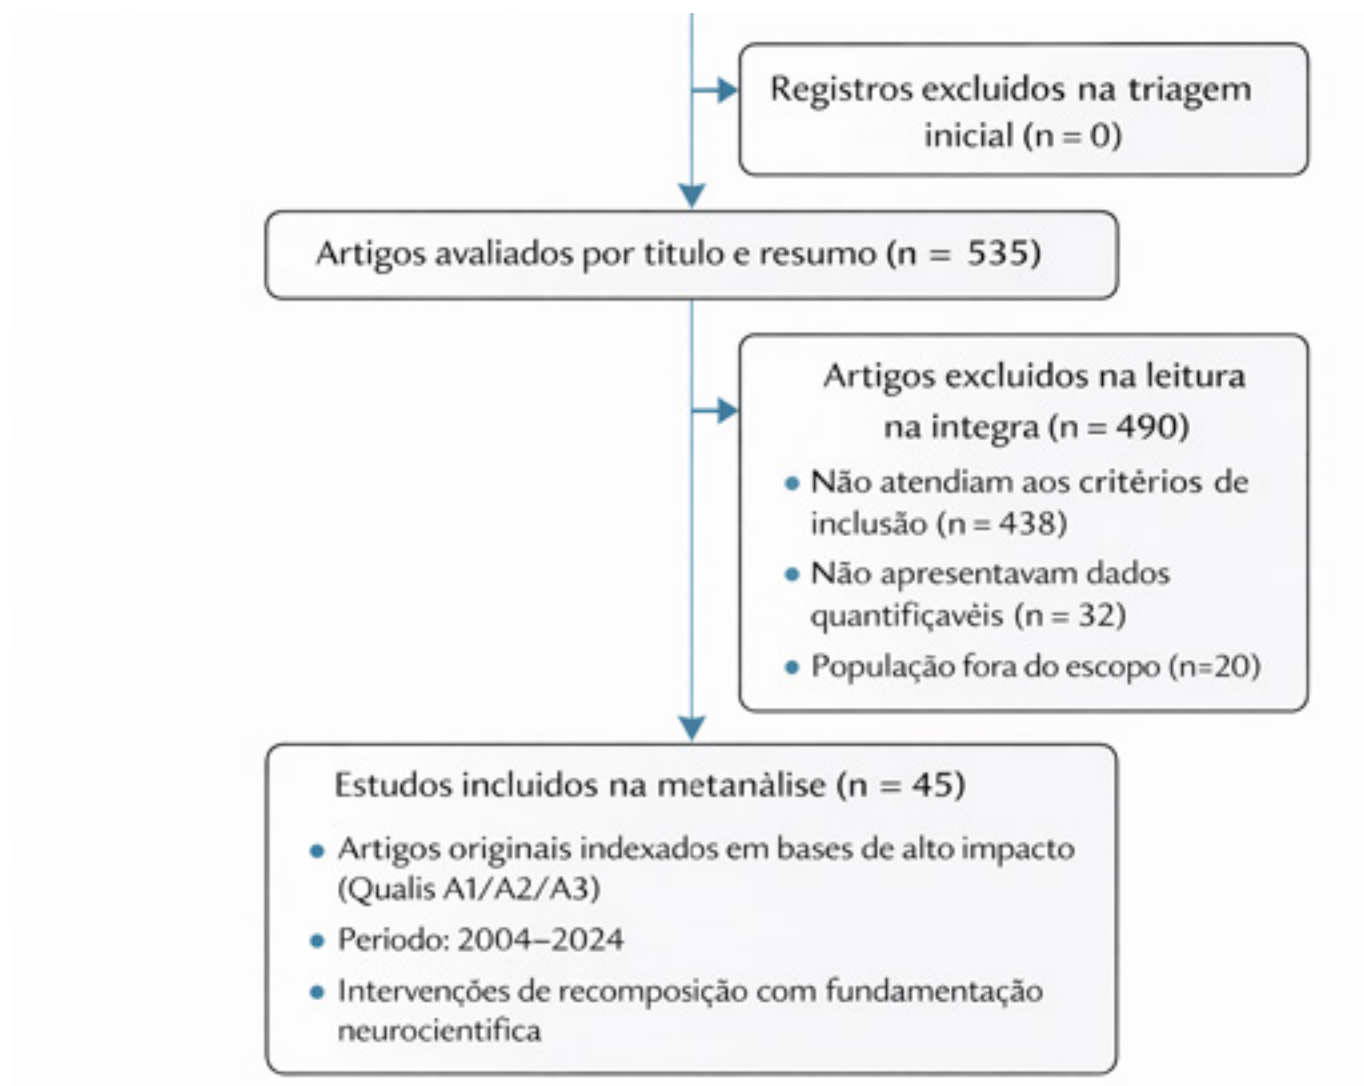 Registros excluidos na triagem
inicial (n = 0)
Artigos avaliados por titulo e resumo (n = 535)
Artigos excluidos na leitura
na integra (n = 490)
• Não atendiam aos critérios de
inclusão (n = 438)
• Não apresentavam dados
quantifiçavèis (n = 32)
• População fora do escopo (n=20)
Estudos incluidos na metanàlise (n = 45)
• Artigos originais indexados em bases de alto impacto
(Qualis A1/A2/A3)
• Periodo: 2004–2024
• Intervenções de recomposição com fundamentação
neurocientifica